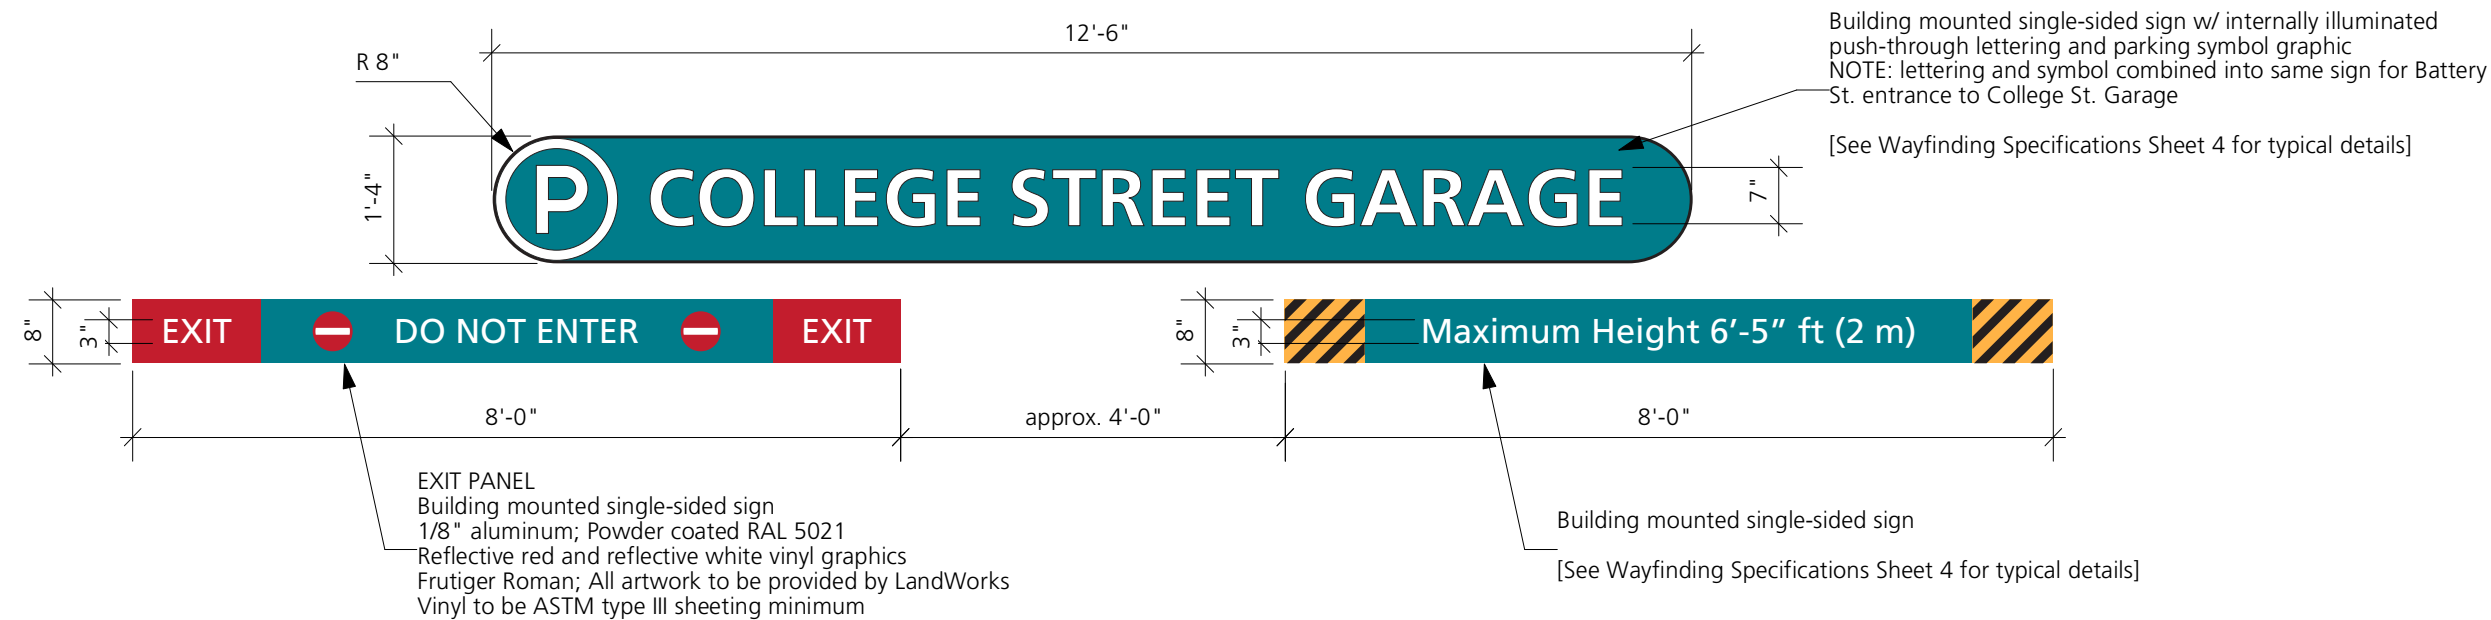 12'-6"
R 8"
Building mounted single-sided sign w/ internally illuminated
push-through lettering and parking symbol graphic
NOTE: lettering and symbol combined into same sign for Battery
St. entrance to College St. Garage
[See Wayfinding Specifications Sheet 4 for typical details]
1'-4"
P COLLEGE STREET GARAGE
7"
8"
3"
EXIT DO NOT ENTER EXIT
8"
3"
Maximum Height 6’-5” ft (2 m)
8'-0"
approx. 4'-0"
8'-0"
EXIT PANEL
Building mounted single-sided sign
1/8" aluminum; Powder coated RAL 5021
Reflective red and reflective white vinyl graphics
Frutiger Roman; All artwork to be provided by LandWorks
Vinyl to be ASTM type III sheeting minimum
Building mounted single-sided sign
[See Wayfinding Specifications Sheet 4 for typical details]